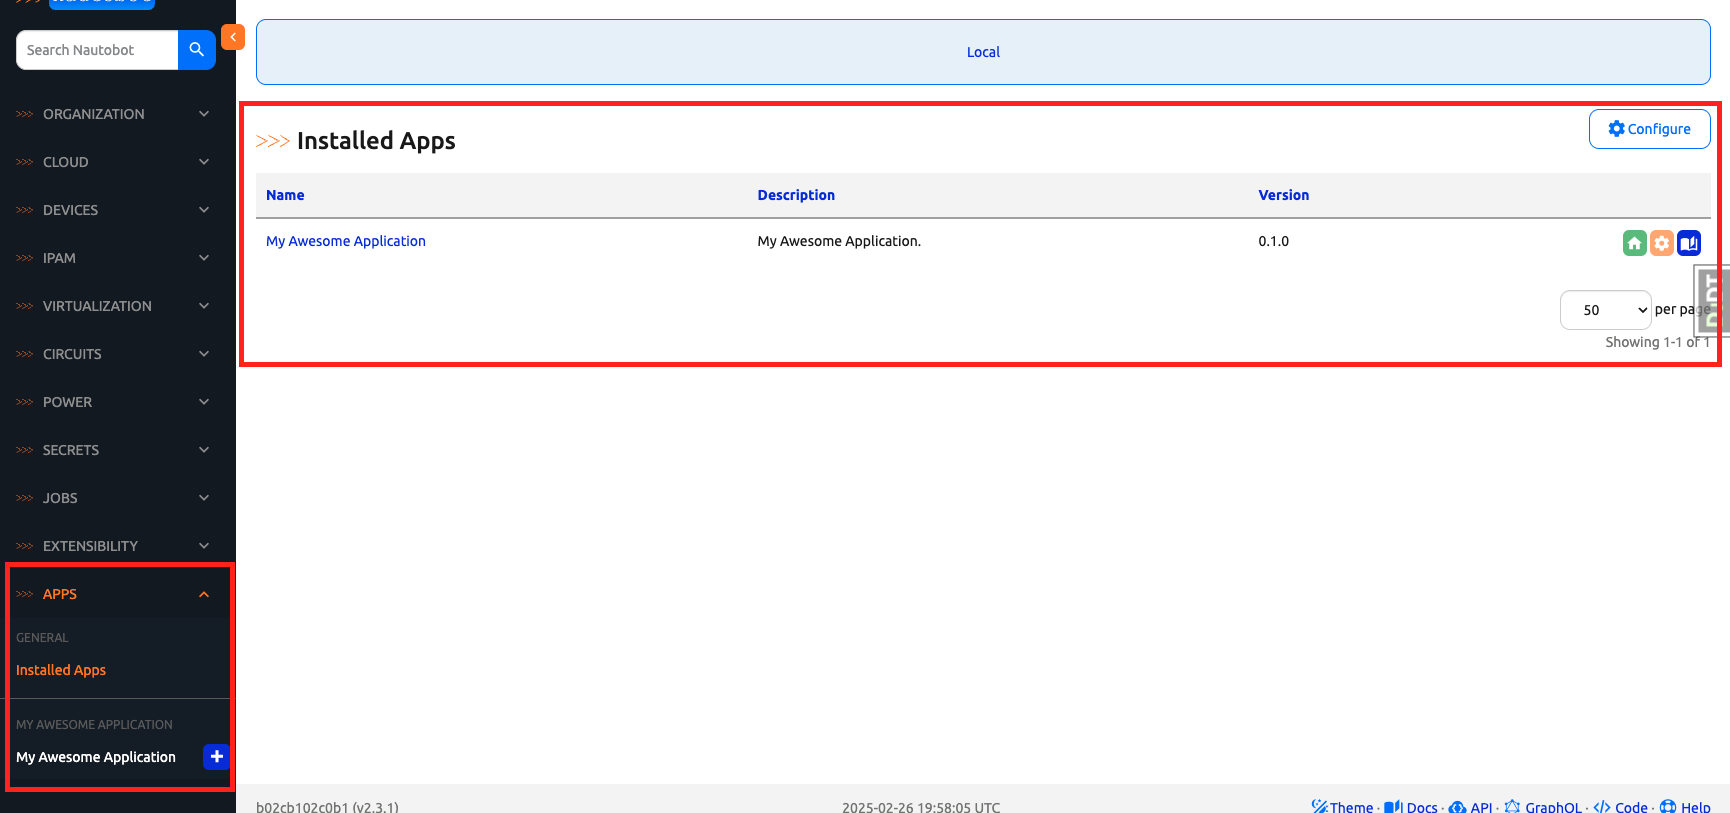 Search Nautobot
ORGANIZATION
CLOUD
DEVICES
IPAM
VIRTUALIZATION
CIRCUITS
POWER
SECRETS
JOBS
EXTENSIBILITY
APPS
GENERAL
Installed Apps
MY AWESOME APPLICATION
My Awesome Application
Local
Installed Apps
Configure
Name Description Version
My Awesome Application My Awesome Application. 0.1.0
50 per page
Showing 1-1 of 1
DjDT
b02cb102c0b1 (v2.3.1) 2025-02-26 19:58:05 UTC Theme · Docs · API · GraphQL · Code · Help